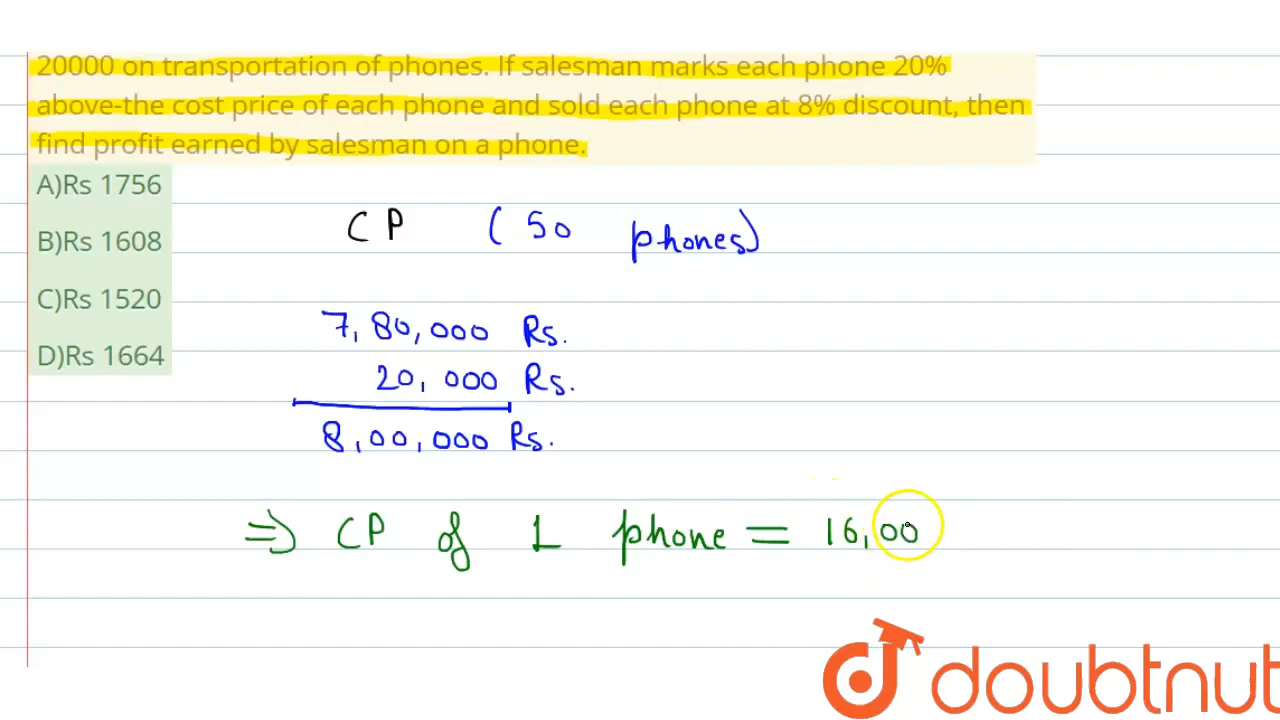 20000 on transportation of phones. If salesman marks each phone 20%
above-the cost price of each phone and sold each phone at 8% discount, then
find profit earned by salesman on a phone.
A)Rs 1756
B)Rs 1608
C)Rs 1520
D)Rs 1664
CP (50 phones)
7,80,000 Rs.
20,000 Rs.
8,00,000 Rs.
⇒ CP of 1 phone = 16,00
doubtnut